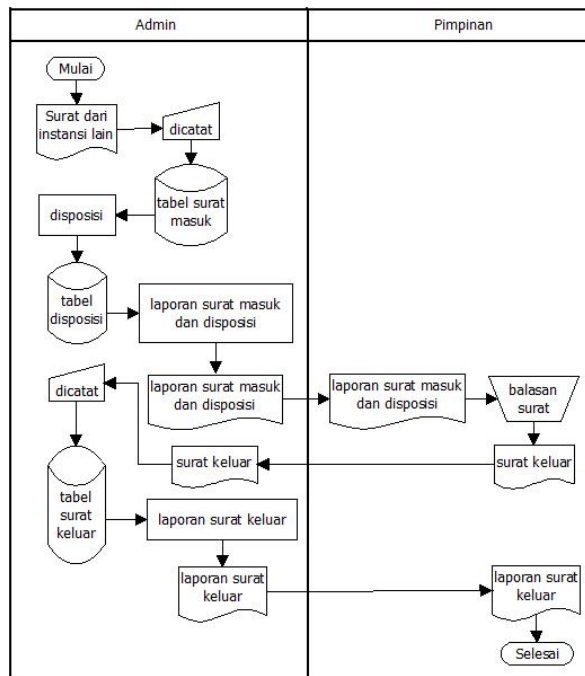 Admin
Pimpinan
Mulai
Surat dari
instansi lain
dicatat
tabel surat
masuk
disposisi
tabel
disposisi
laporan surat masuk
dan disposisi
dicatat
laporan surat masuk
dan disposisi
laporan surat masuk
dan disposisi
balasan
surat
surat keluar
surat keluar
tabel
surat
keluar
laporan surat keluar
laporan surat
keluar
laporan surat
keluar
Selesai